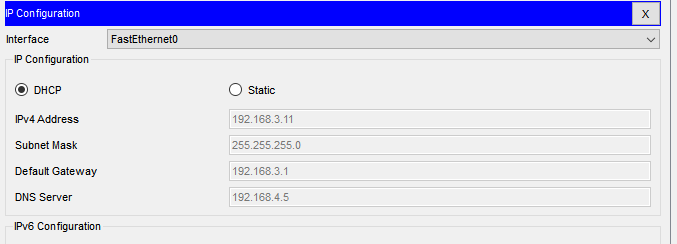 IP Configuration X
Interface FastEthernet0
IP Configuration
DHCP Static
IPv4 Address 192.168.3.11
Subnet Mask 255.255.255.0
Default Gateway 192.168.3.1
DNS Server 192.168.4.5
IPv6 Configuration